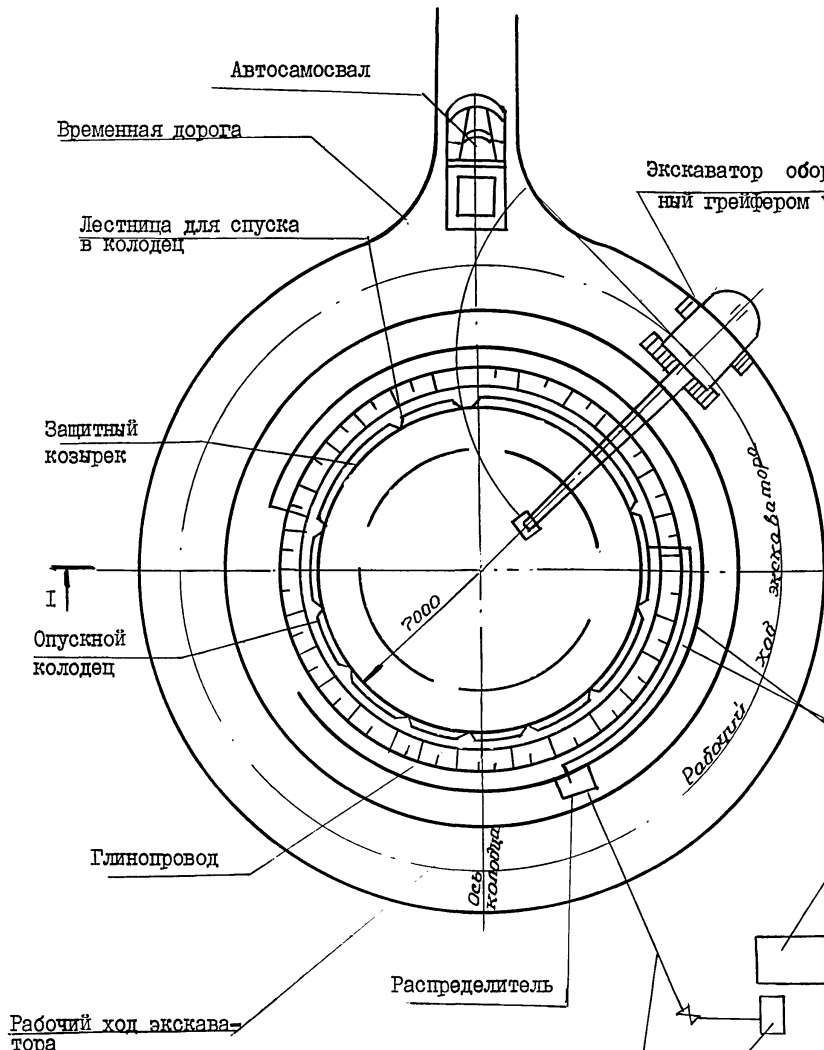 Автосамосвал
Временная дорога
Экскаватор
ный грейфером
Лестница для спуска
в колодец
Защитный
козырек
I
7000
Опускной
колодец
Рабочий ход экскаватора
Глинопровод
Ось
колодца
Распределитель
Рабочий ход экскава-
тора